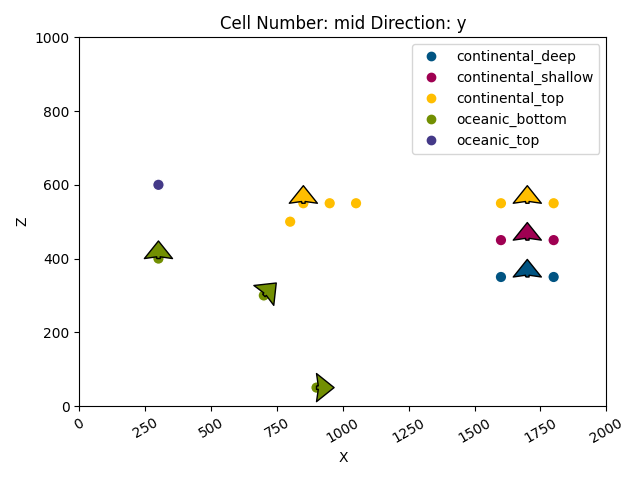 Cell Number: mid Direction: y
continental_deep
continental_shallow
continental_top
oceanic_bottom
oceanic_top
1000
800
600
400
200
0
Z
0
250
500
750
1000
1250
1500
1750
2000
X